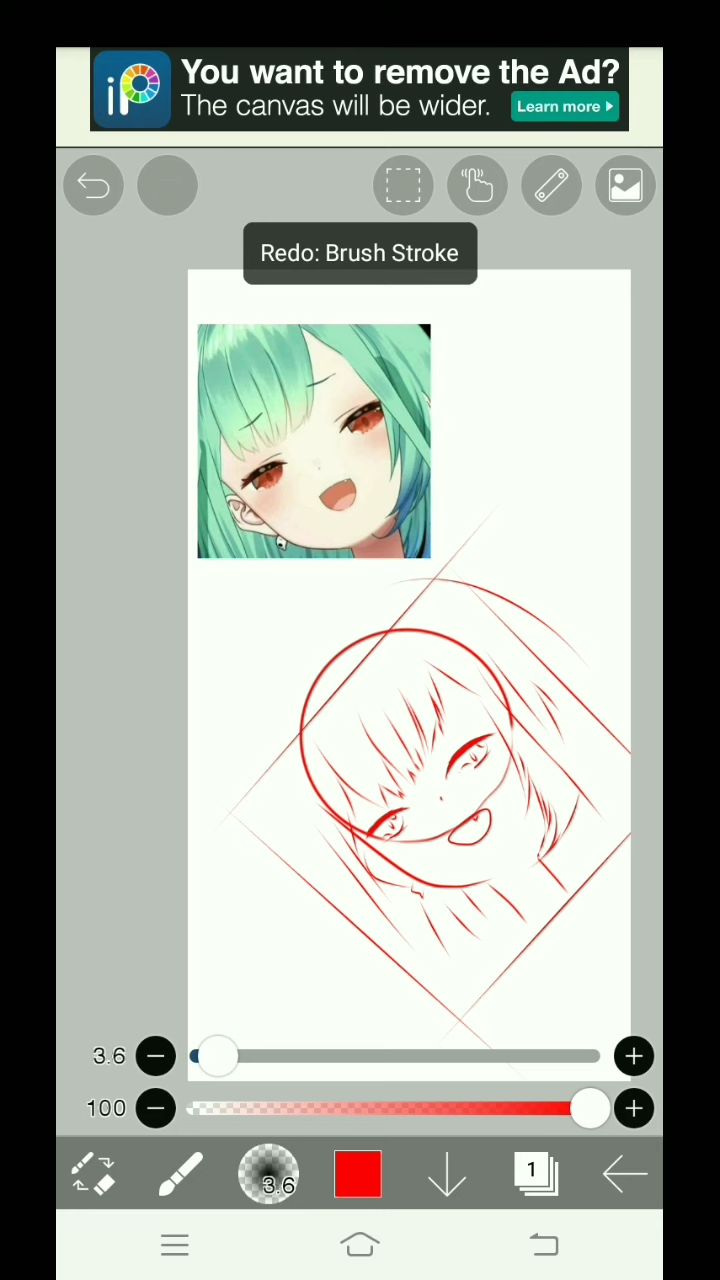 iP
You want to remove the Ad?
The canvas will be wider.
Learn more
Redo: Brush Stroke
3.6
100
3.6
1